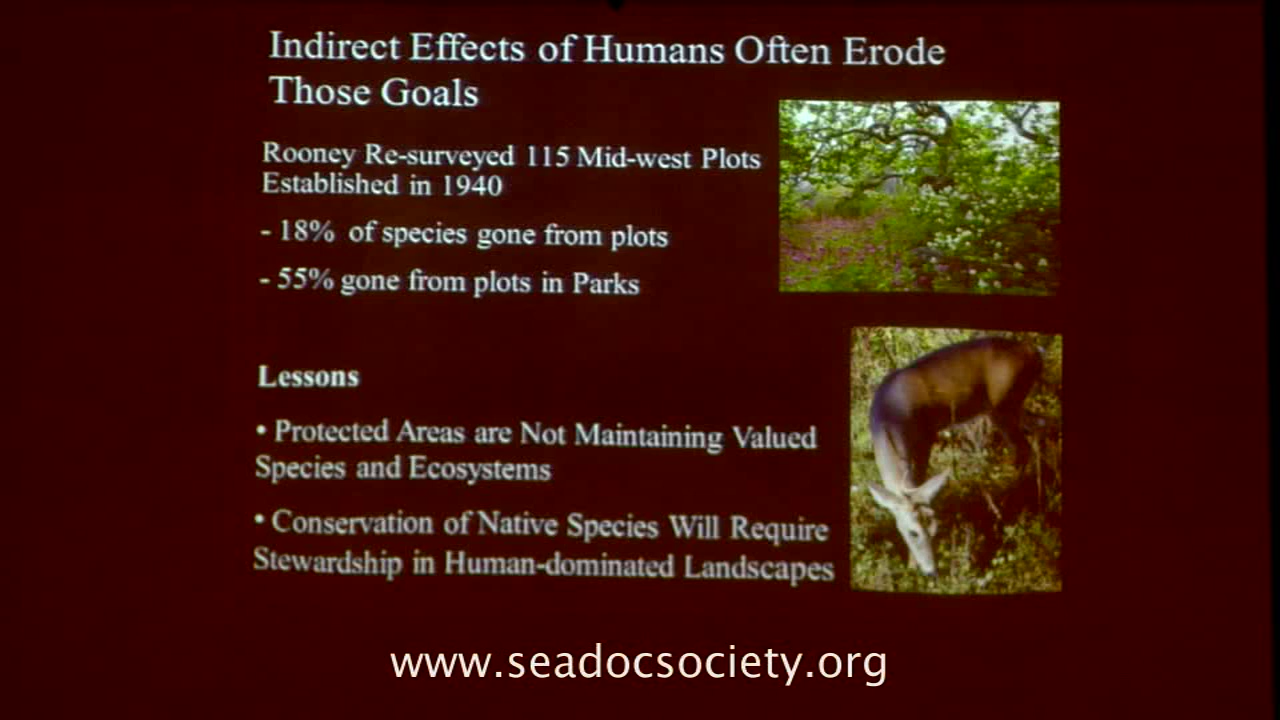 Indirect Effects of Humans Often Erode
Those Goals
Rooney Re-surveyed 115 Mid-west Plots
Established in 1940
- 18% of species gone from plots
- 55% gone from plots in Parks
Lessons
• Protected Areas are Not Maintaining Valued
Species and Ecosystems
• Conservation of Native Species Will Require
Stewardship in Human-dominated Landscapes
www.seadocsociety.org